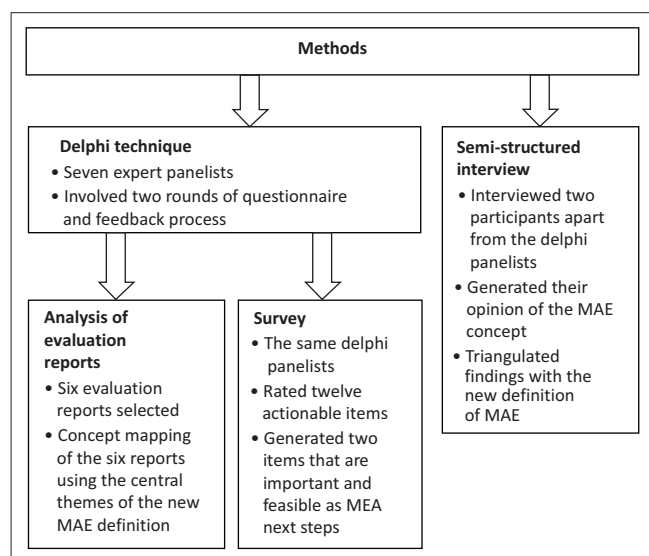 Methods
Delphi technique
• Seven expert panelists
• Involved two rounds of questionnaire
and feedback process
Semi-structured
interview
• Interviewed two
participants apart
from the delphi
panelists
• Generated their
opinion of the MAE
concept
• Triangulated
findings with the
new definition
of MAE
Analysis of
evaluation
reports
• Six evaluation
reports selected
• Concept mapping
of the six reports
using the central
themes of the new
MAE definition
Survey
• The same delphi
panelists
• Rated twelve
actionable items
• Generated two
items that are
important and
feasible as MEA
next steps